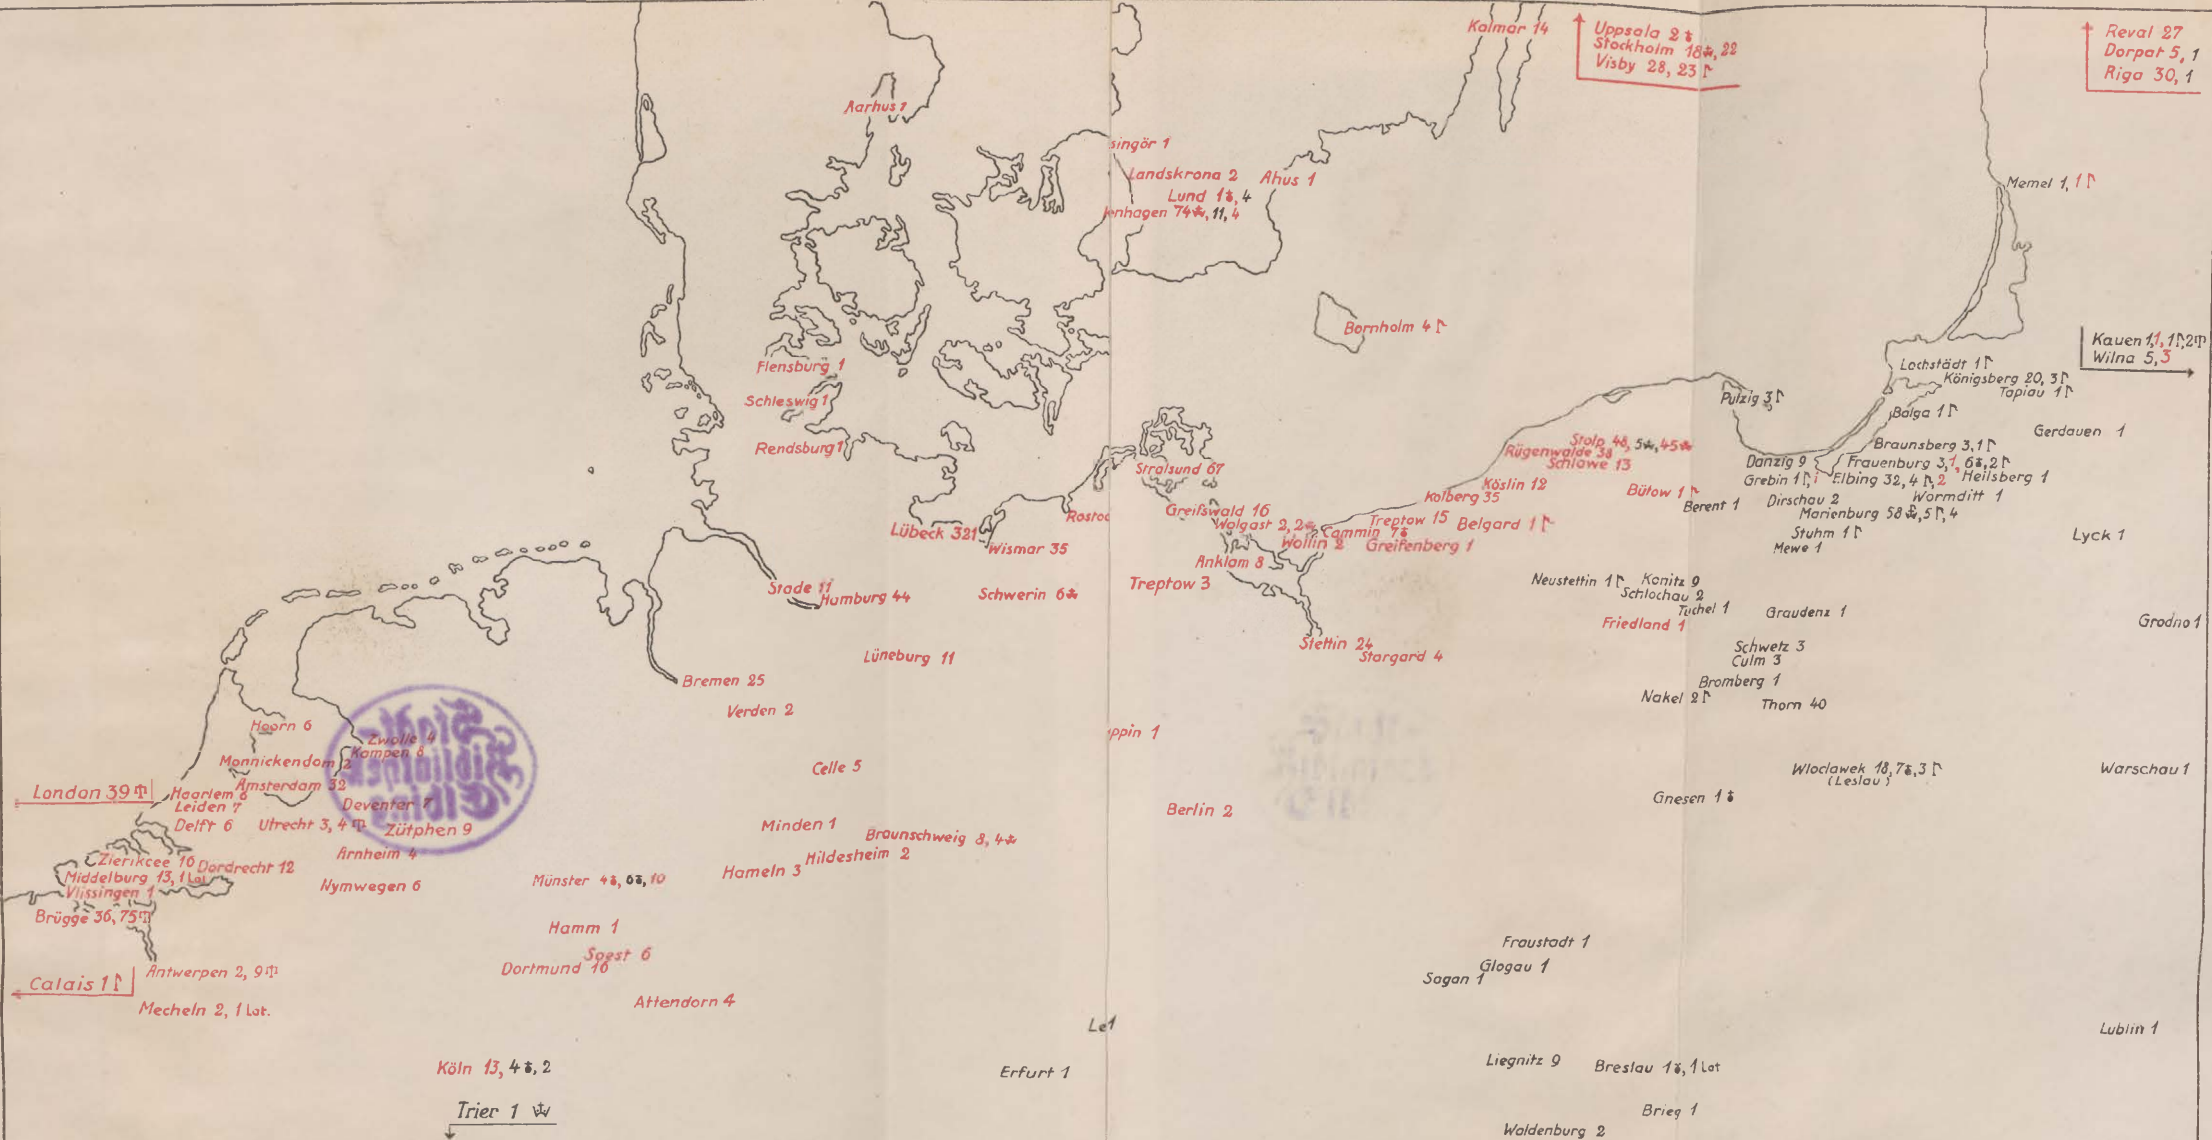 Kolmar 14
Uppsala 2
Stockholm 18, 22
Visby 28, 23
Reval 27
Dorpat 5, 1
Riga 30, 1
Aarhus 1
singör 1
Landskrona 2
Ahus 1
Lund 1, 4
enhagen 74, 11, 4
Memel 1, 1
Bornholm 4
Kauen 1, 1, 1, 2
Wilna 5, 3
Flensburg 1
Schleswig 1
Rendsburg 1
Lochstädt 1
Königsberg 20, 3
Tapiau 1
Putzig 3
Balga 1
Gerdauen 1
Stolp 48, 5, 45
Rügenwalde 38
Schlawe 13
Braunsberg 3, 1
Danzig 9
Frauenburg 3, 1, 6, 2
Grebin 1, 1
Elbing 32, 4, 2
Heilsberg 1
Stralsund 67
Köslin 12
Kolberg 35
Bütow 1
Berent 1
Dirschau 2
Wormditt 1
Marienburg 58, 5, 4
Rostoc
Greifswald 16
Wolgast 2, 2
Treptow 15
Belgard 1
Cammin 7
Wollin 2
Greifenberg 1
Stuhm 1
Mewe 1
Lyck 1
Lübeck 321
Wismar 35
Anklam 8
Treptow 3
Stade 11
Hamburg 44
Schwerin 6
Neustettin 1
Konitz 9
Schlochau 2
Tuchel 1
Graudenz 1
Friedland 1
Grodno 1
Stettin 24
Stargard 4
Lüneburg 11
Schwetz 3
Culm 3
Bremen 25
Bromberg 1
Nakel 2
Thorn 40
Verden 2
Hoorn 6
Zwolle 4
Kampen 8
ppin 1
Monnickendam 2
Celle 5
Wloclawek 18, 7, 3
(Leslau)
Warschau 1
London 39
Haarlem 6
Amsterdam 32
Leiden 7
Deventer 7
Stadt
Bibliothek
Elbing
Gnesen 1
Berlin 2
Delft 6
Utrecht 3, 4
Zütphen 9
Minden 1
Braunschweig 8, 4
Arnheim 4
Hildesheim 2
Zierikcee 16
Dordrecht 12
Middelburg 13, 1 Lot
Vlissingen 1
Nymwegen 6
Münster 4, 6, 10
Hameln 3
Brügge 36, 75
Hamm 1
Soest 6
Dortmund 16
Fraustadt 1
Glogau 1
Sagan 1
Calais 1
Antwerpen 2, 9
Mecheln 2, 1 Lot.
Attendorn 4
Le1
Lublin 1
Köln 13, 4, 2
Erfurt 1
Liegnitz 9
Breslau 1, 1 Lot
Trier 1
Brieg 1
Waldenburg 2